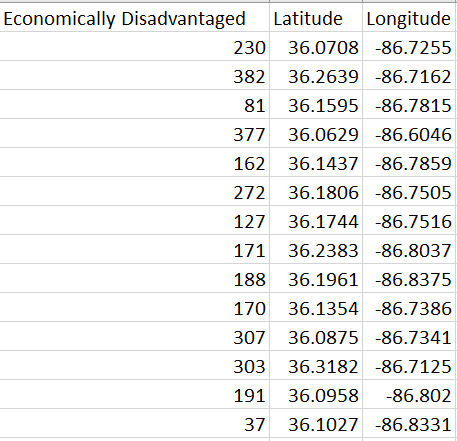 Economically Disadvantaged Latitude Longitude
230 36.0708 -86.7255
382 36.2639 -86.7162
81 36.1595 -86.7815
377 36.0629 -86.6046
162 36.1437 -86.7859
272 36.1806 -86.7505
127 36.1744 -86.7516
171 36.2383 -86.8037
188 36.1961 -86.8375
170 36.1354 -86.7386
307 36.0875 -86.7341
303 36.3182 -86.7125
191 36.0958 -86.802
37 36.1027 -86.8331